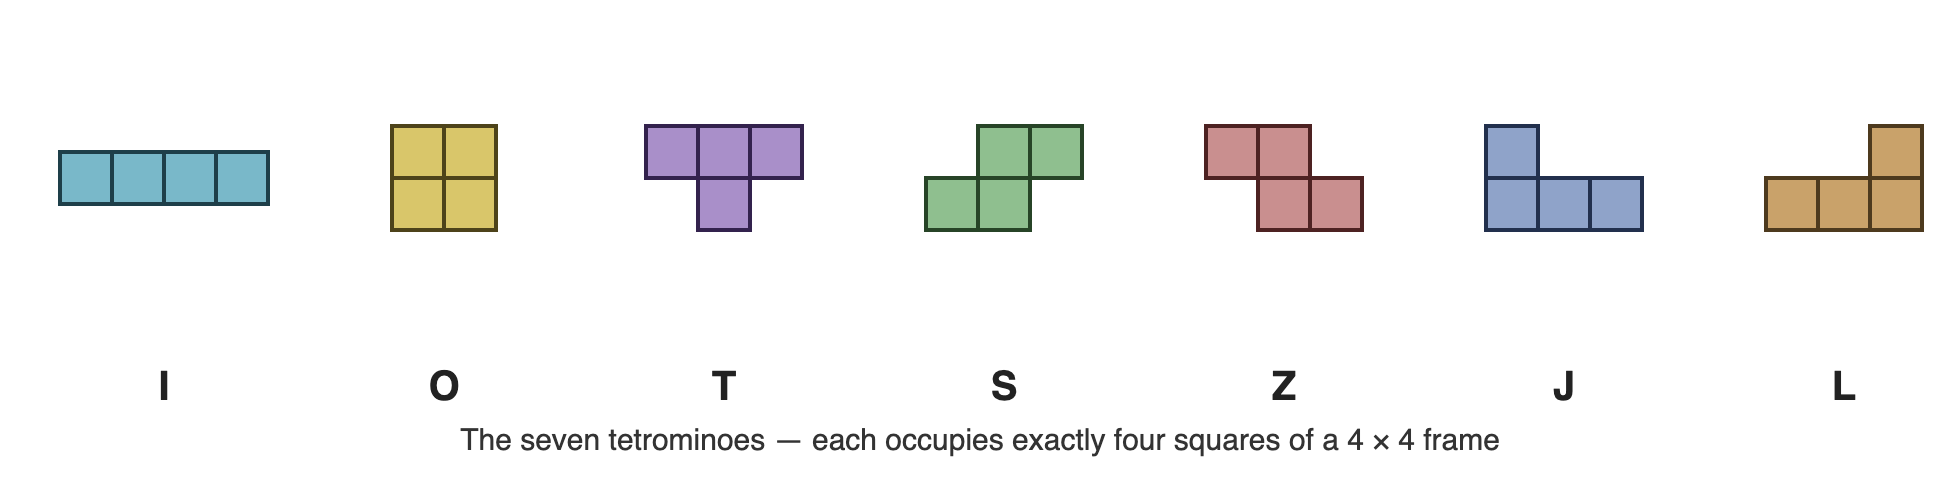 I O T S Z J L
The seven tetrominoes — each occupies exactly four squares of a 4 × 4 frame